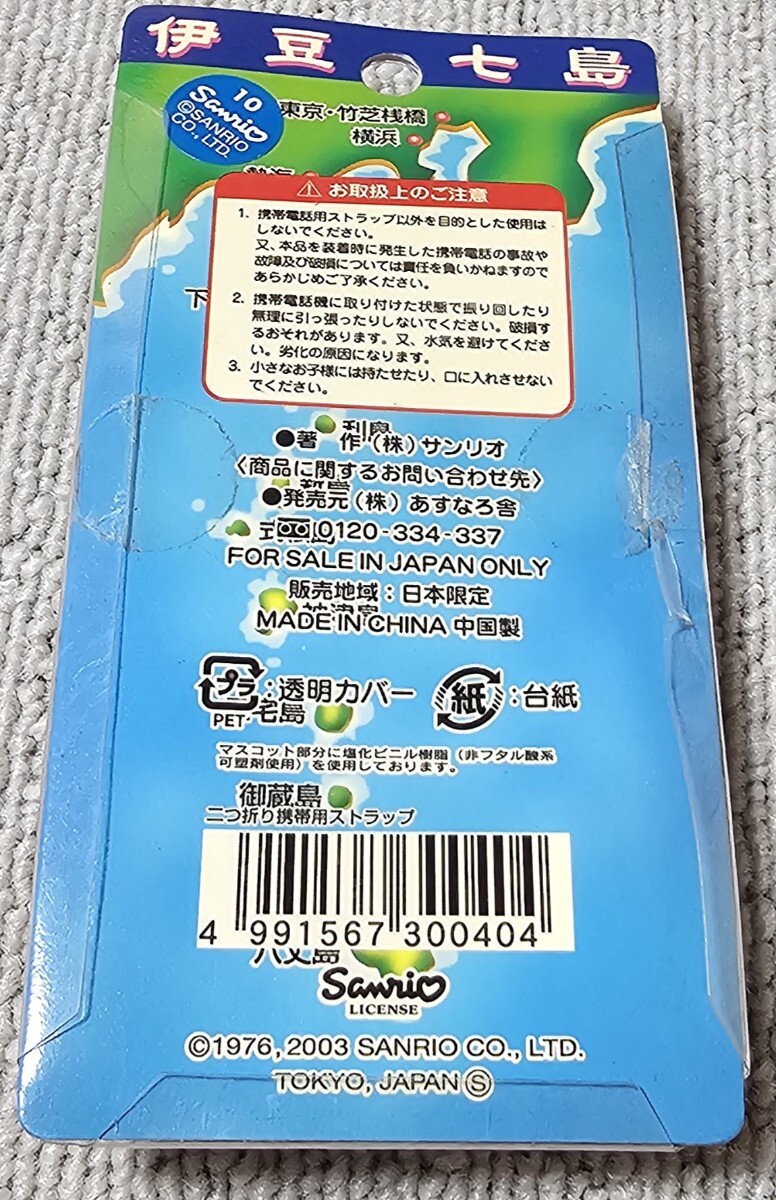 伊豆七島
10
Sanrio
©SANRIO
CO., LTD.
東京・竹芝桟橋
横浜
⚠お取扱上のご注意
1. 携帯電話用ストラップ以外を目的とした使用は
しないでください。
又、本品を装着時に発生した携帯電話の事故や
故障及び破損については責任を負いかねますので
あらかじめご了承ください。
2. 携帯電話機に取り付けた状態で振り回したり
無理に引っ張ったりしないでください。破損す
るおそれがあります。又、水気を避けてくださ
い。劣化の原因になります。
3. 小さなお子様には持たせたり、口に入れさせない
でください。
下
利島
●著 作(株)サンリオ
〈商品に関するお問い合わせ先〉
●発売元(株)あすなろ舎
0120-334-337
FOR SALE IN JAPAN ONLY
販売地域:日本限定
MADE IN CHINA 中国製
プラ:透明カバー
紙:台紙
PET
宅島
マスコット部分に塩化ビニル樹脂(非フタル酸系
可塑剤使用)を使用しております。
御蔵島
二つ折り携帯用ストラップ
4 991567 300404
八丈島
Sanrio
LICENSE
©1976, 2003 SANRIO CO., LTD.
TOKYO, JAPAN Ⓢ